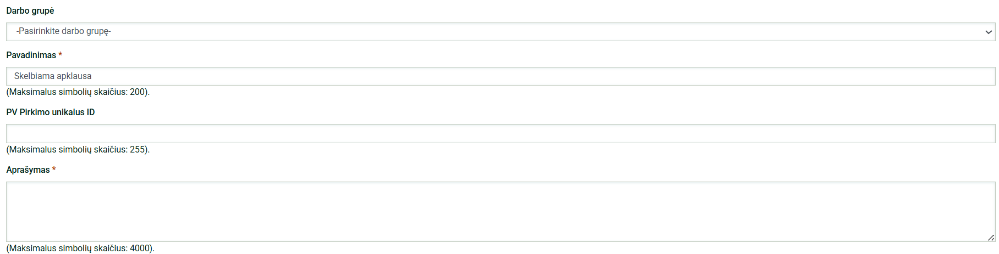 Darbo grupė
-Pasirinkite darbo grupę-
Pavadinimas *
Skelbiama apklausa
(Maksimalus simbolių skaičius: 200).
PV Pirkimo unikalus ID
(Maksimalus simbolių skaičius: 255).
Aprašymas *
(Maksimalus simbolių skaičius: 4000).